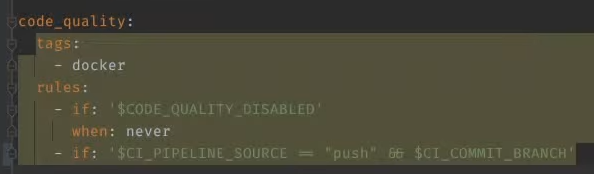 code_quality:
tags:
- docker
rules:
- if: '$CODE_QUALITY_DISABLED'
when: never
- if: '$CI_PIPELINE_SOURCE == "push" && $CI_COMMIT_BRANCH'